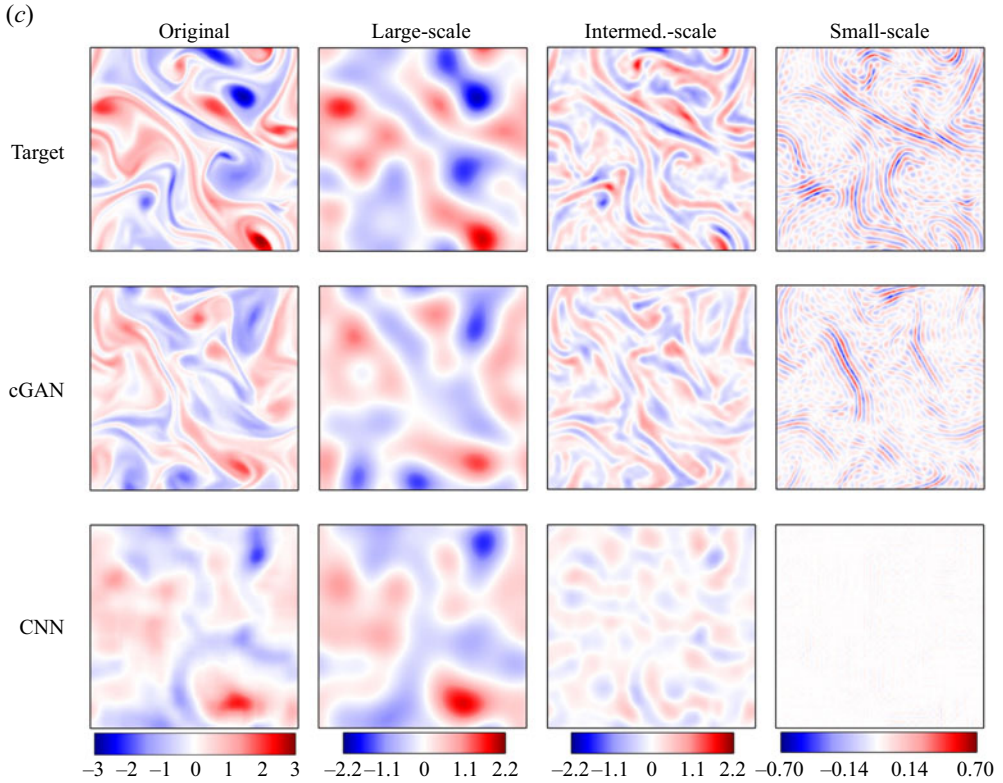 (c)
Original Large-scale Intermed.-scale Small-scale
Target
cGAN
CNN
−3 −2 −1 0 1 2 3 −2.2 −1.1 0 1.1 2.2 −2.2 −1.1 0 1.1 2.2 −0.70 −0.14 0.14 0.70